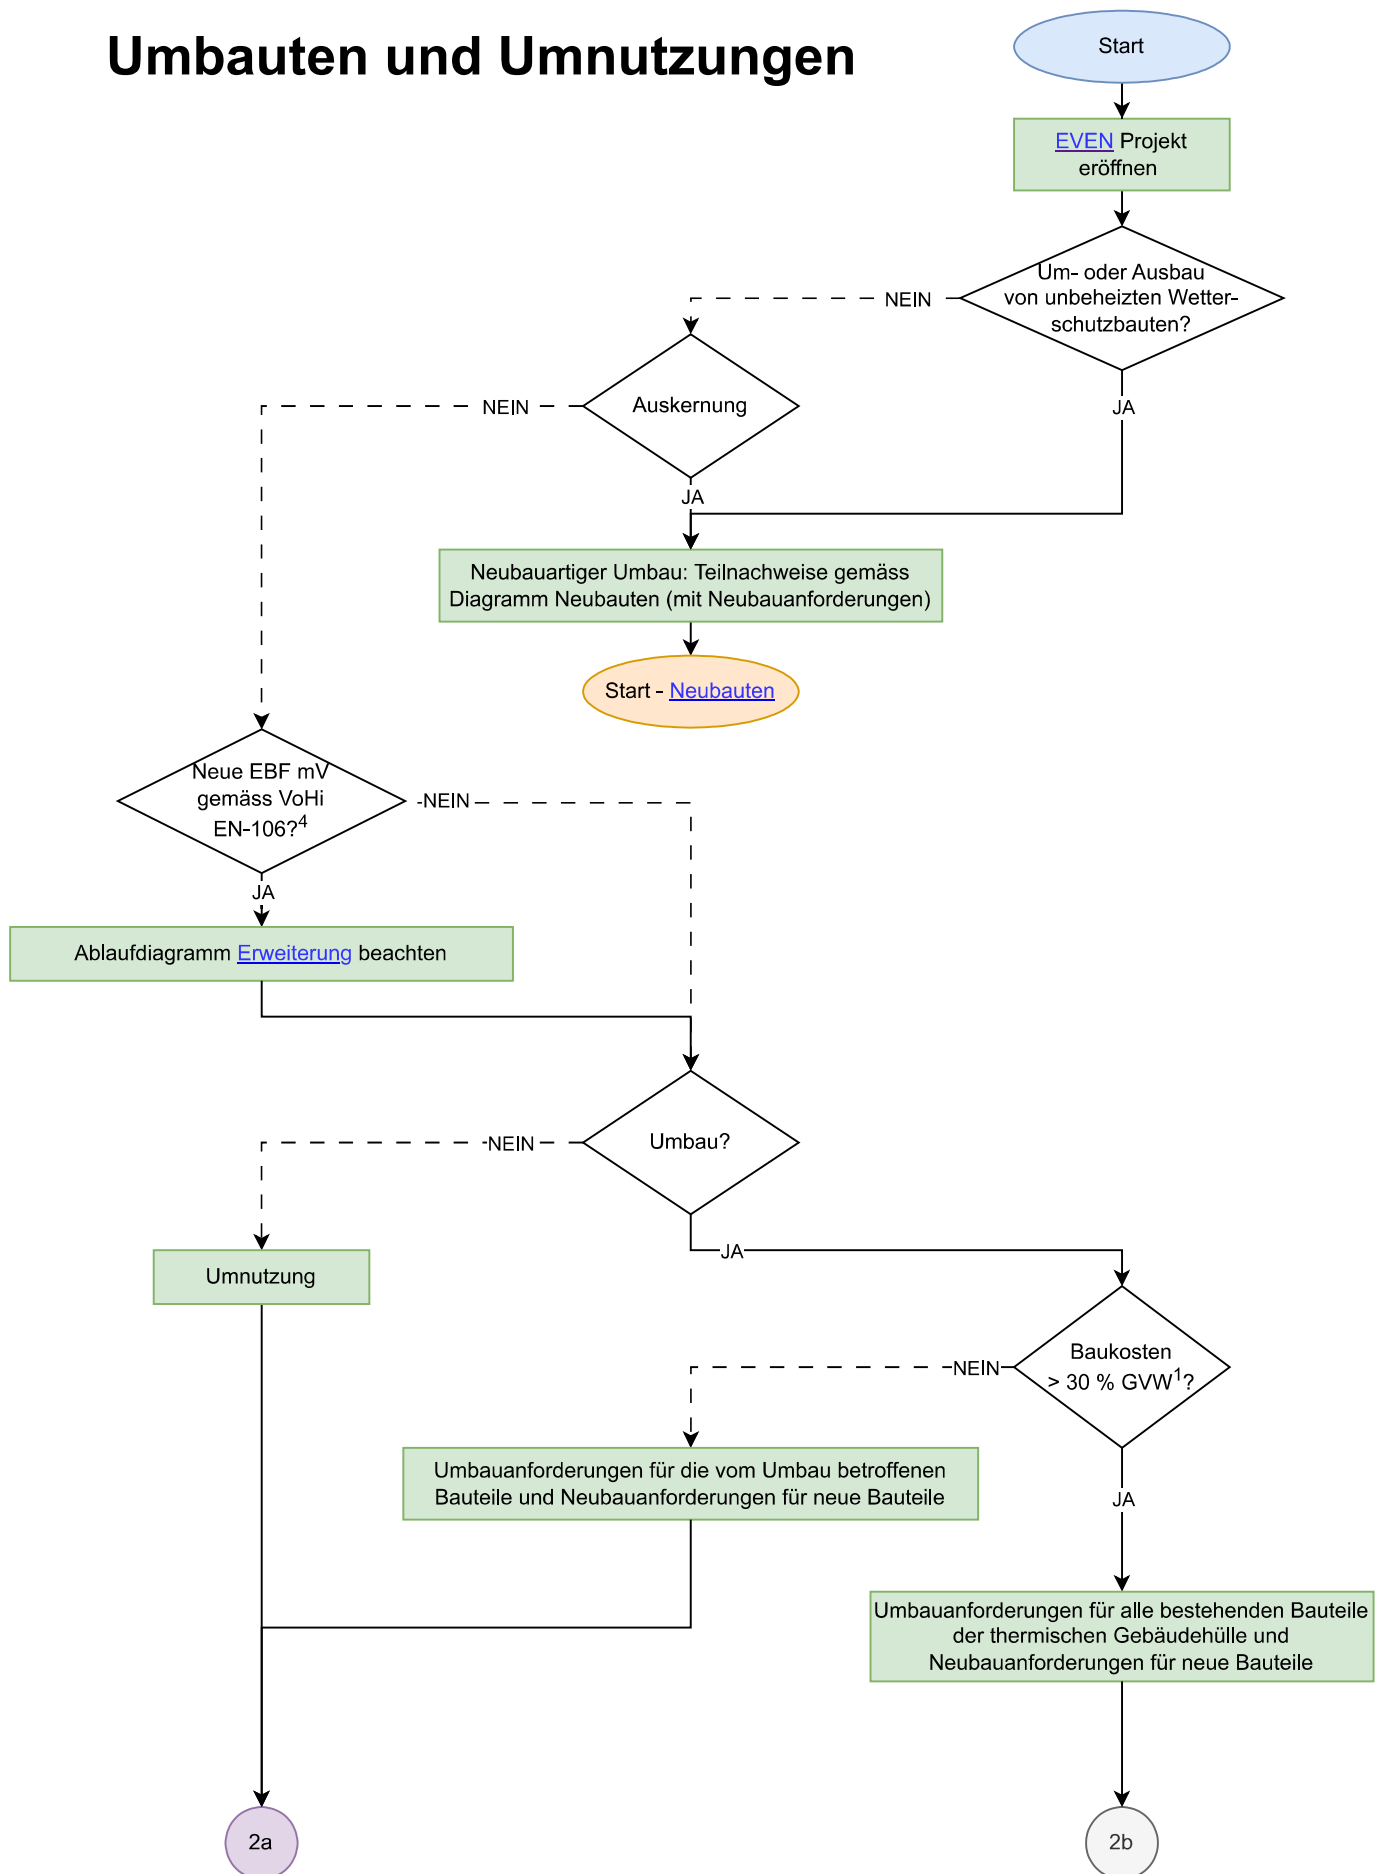 Umbauten und Umnutzungen
Start
EVEN Projekt
eröffnen
Um- oder Ausbau
von unbeheizten Wetter-
schutzbauten?
NEIN
JA
Auskernung
NEIN
JA
Neubauartiger Umbau: Teilnachweise gemäss
Diagramm Neubauten (mit Neubauanforderungen)
Start - Neubauten
Neue EBF mV
gemäss VoHi
EN-106?⁴
NEIN
JA
Ablaufdiagramm Erweiterung beachten
Umbau?
NEIN
JA
Umnutzung
Baukosten
> 30 % GVW¹?
NEIN
JA
Umbauanforderungen für die vom Umbau betroffenen
Bauteile und Neubauanforderungen für neue Bauteile
Umbauanforderungen für alle bestehenden Bauteile
der thermischen Gebäudehülle und
Neubauanforderungen für neue Bauteile
2a
2b